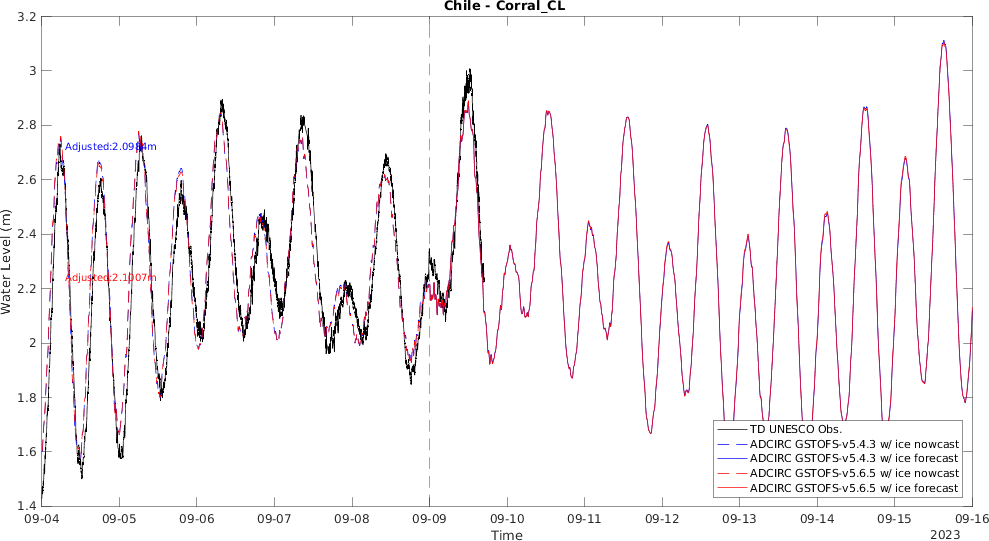 Chile - Corral_CL
3.2
3
2.8
2.6
2.4
2.2
2
1.8
1.6
1.4
Water Level (m)
Adjusted:2.0984m
Adjusted:2.1007m
TD UNESCO Obs.
ADCIRC GSTOFS-v5.4.3 w/ ice nowcast
ADCIRC GSTOFS-v5.4.3 w/ ice forecast
ADCIRC GSTOFS-v5.6.5 w/ ice nowcast
ADCIRC GSTOFS-v5.6.5 w/ ice forecast
09-04 09-05 09-06 09-07 09-08 09-09 09-10 09-11 09-12 09-13 09-14 09-15 09-16
Time
2023